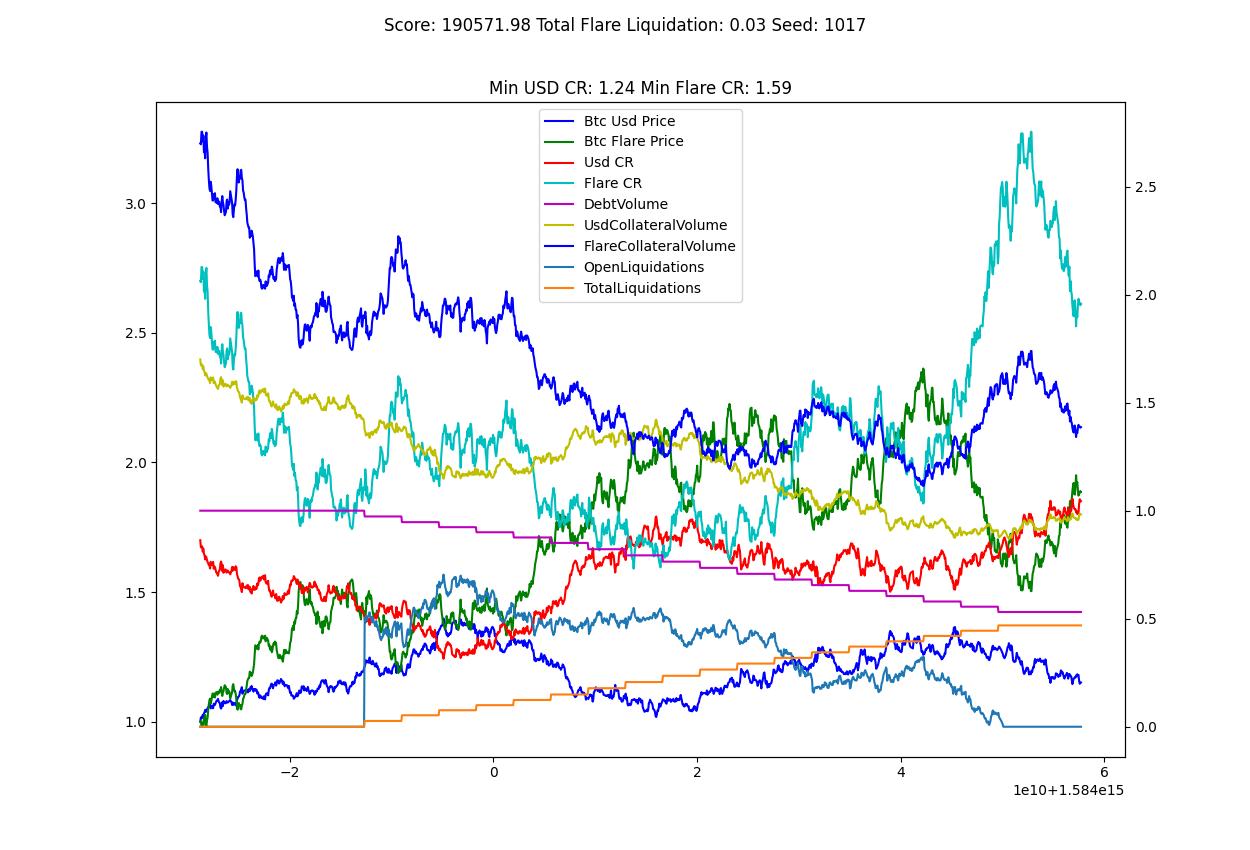 Score: 190571.98 Total Flare Liquidation: 0.03 Seed: 1017
Min USD CR: 1.24 Min Flare CR: 1.59
Btc Usd Price
Btc Flare Price
Usd CR
Flare CR
DebtVolume
UsdCollateralVolume
FlareCollateralVolume
OpenLiquidations
TotalLiquidations
3.0
2.5
2.0
1.5
1.0
2.5
2.0
1.5
1.0
0.5
0.0
−2 0 2 4 6
1e10+1.584e15